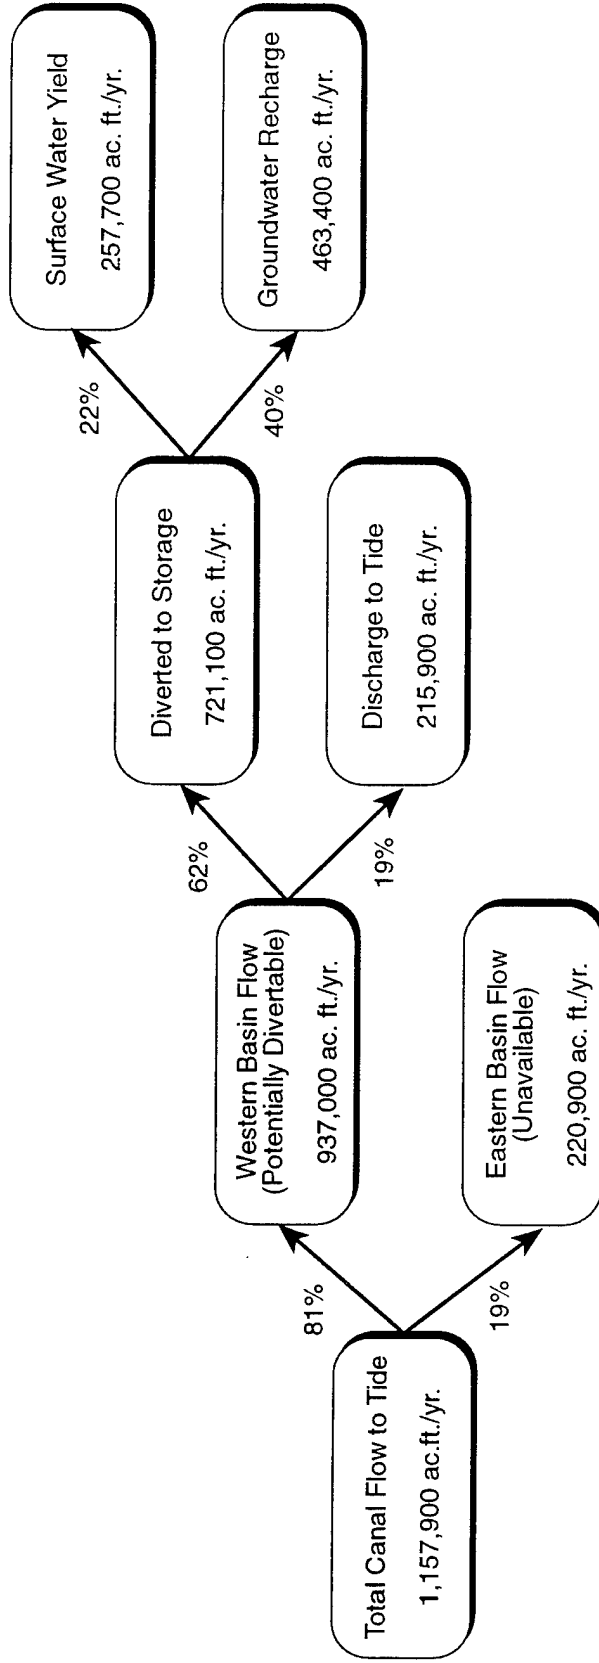 Total Canal Flow to Tide
1,157,900 ac.ft./yr.
81%
19%
Western Basin Flow
(Potentially Divertable)
937,000 ac. ft./yr.
Eastern Basin Flow
(Unavailable)
220,900 ac. ft./yr.
62%
19%
Diverted to Storage
721,100 ac. ft./yr.
Discharge to Tide
215,900 ac. ft./yr.
22%
40%
Surface Water Yield
257,700 ac. ft./yr.
Groundwater Recharge
463,400 ac. ft./yr.